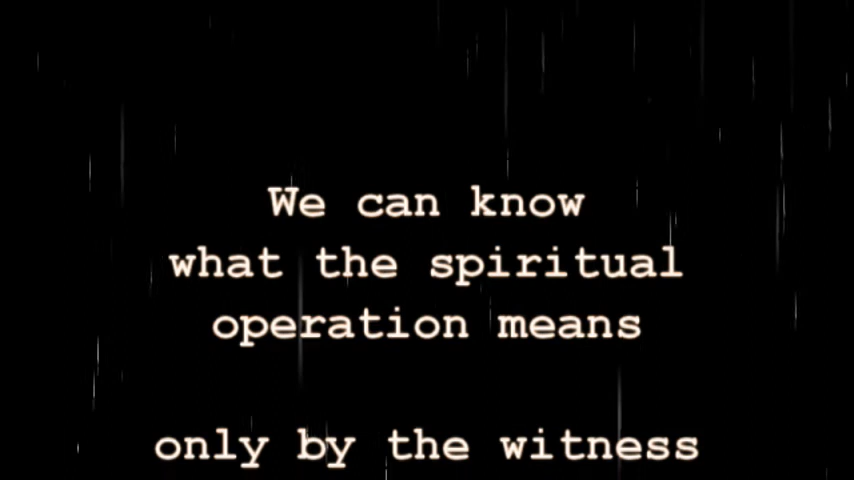 We can know
what the spiritual
operation means
only by the witness